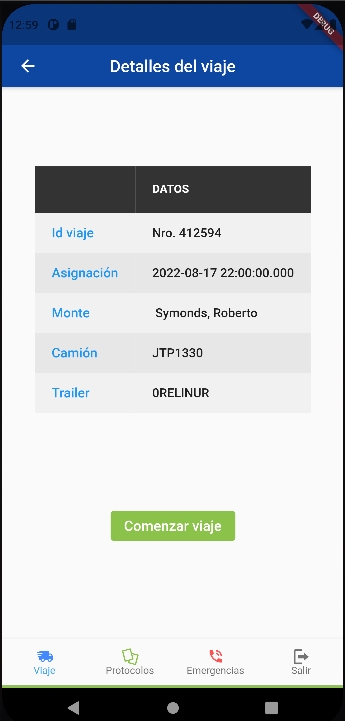 12:59
DEBUG
Detalles del viaje
DATOS
Id viaje Nro. 412594
Asignación 2022-08-17 22:00:00.000
Monte Symonds, Roberto
Camión JTP1330
Trailer 0RELINUR
Comenzar viaje
Viaje Protocolos Emergencias Salir